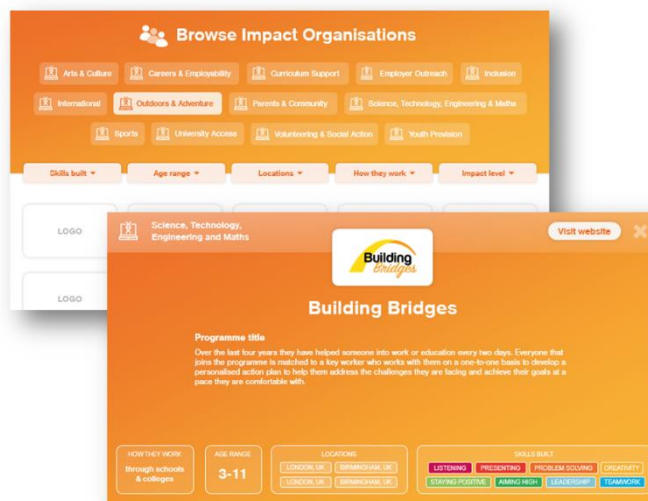 Browse Impact Organisations
Arts & Culture
Careers & Employability
Curriculum Support
Employer Outreach
Inclusion
International
Outdoors & Adventure
Parents & Community
Science, Technology, Engineering & Maths
Sports
University Access
Volunteering & Social Action
Youth Provision
Skills built
Age range
Locations
How they work
Impact level
LOGO
LOGO
Science, Technology,
Engineering and Maths
Visit website
Building
Bridges
Building Bridges
Programme title
Over the last four years they have helped someone into work or education every two days. Everyone that
joins the programme is matched to a key worker who works with them on a one-to-one basis to develop a
personalised action plan to help them address the challenges they are facing and achieve their goals at a
pace they are comfortable with.
HOW THEY WORK
through schools
& colleges
AGE RANGE
3-11
LOCATIONS
LONDON, UK
BIRMINGHAM, UK
LONDON, UK
BIRMINGHAM, UK
SKILLS BUILT
LISTENING
PRESENTING
PROBLEM SOLVING
CREATIVITY
STAYING POSITIVE
AIMING HIGH
LEADERSHIP
TEAMWORK